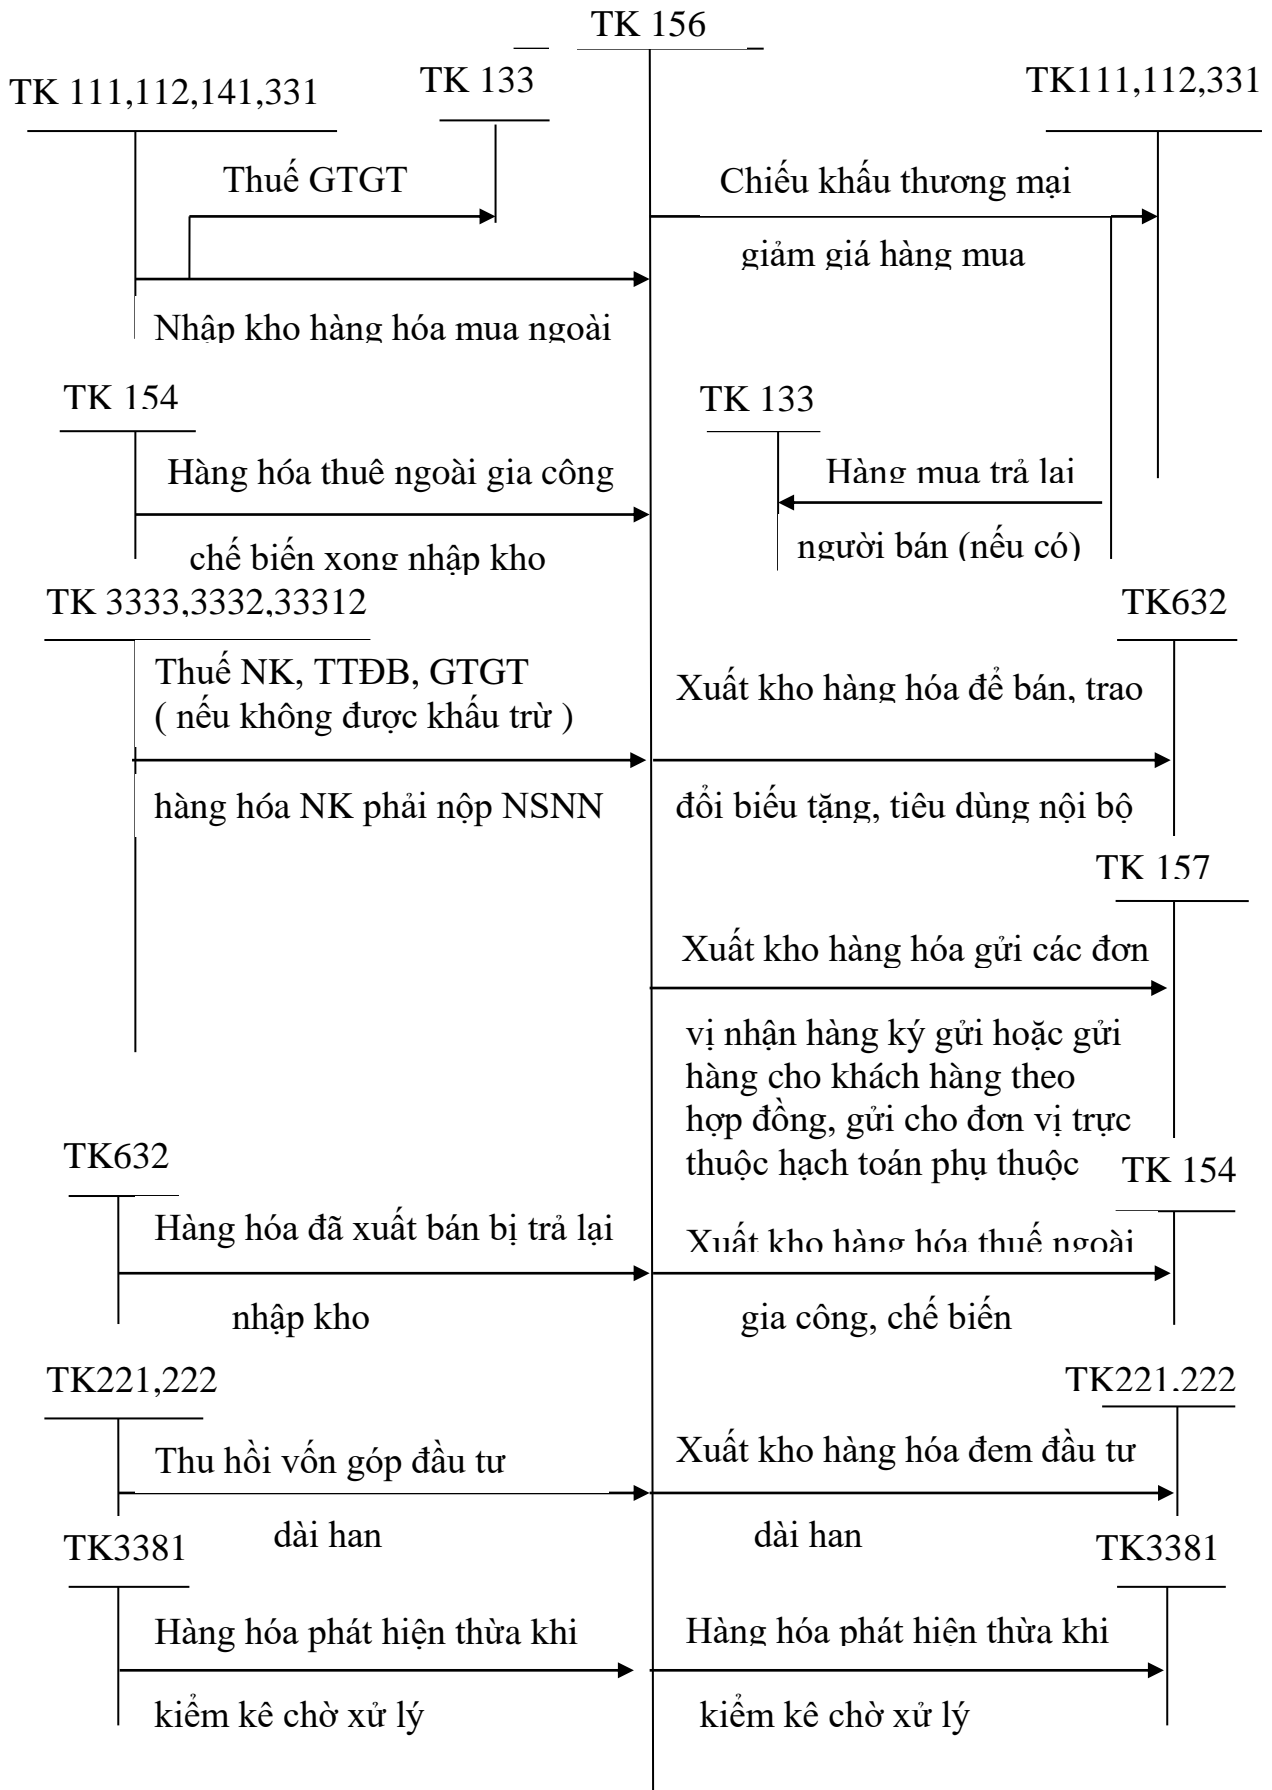 TK 156
TK 111,112,141,331
TK 133
TK111,112,331
Thuế GTGT
Chiếu khấu thương mại
giảm giá hàng mua
Nhập kho hàng hóa mua ngoài
TK 154
TK 133
Hàng hóa thuê ngoài gia công
Hàng mua trả lại
chế biến xong nhập kho
người bán (nếu có)
TK 3333,3332,33312
TK632
Thuế NK, TTĐB, GTGT
( nếu không được khấu trừ )
Xuất kho hàng hóa để bán, trao
hàng hóa NK phải nộp NSNN
đổi biếu tặng, tiêu dùng nội bộ
TK 157
Xuất kho hàng hóa gửi các đơn
vị nhận hàng ký gửi hoặc gửi
hàng cho khách hàng theo
hợp đồng, gửi cho đơn vị trực
thuộc hạch toán phụ thuộc
TK632
TK 154
Hàng hóa đã xuất bán bị trả lại
Xuất kho hàng hóa thuế ngoài
nhập kho
gia công, chế biến
TK221,222
TK221,222
Thu hồi vốn góp đầu tư
Xuất kho hàng hóa đem đầu tư
dài hạn
dài hạn
TK3381
TK3381
Hàng hóa phát hiện thừa khi
Hàng hóa phát hiện thừa khi
kiểm kê chờ xử lý
kiểm kê chờ xử lý